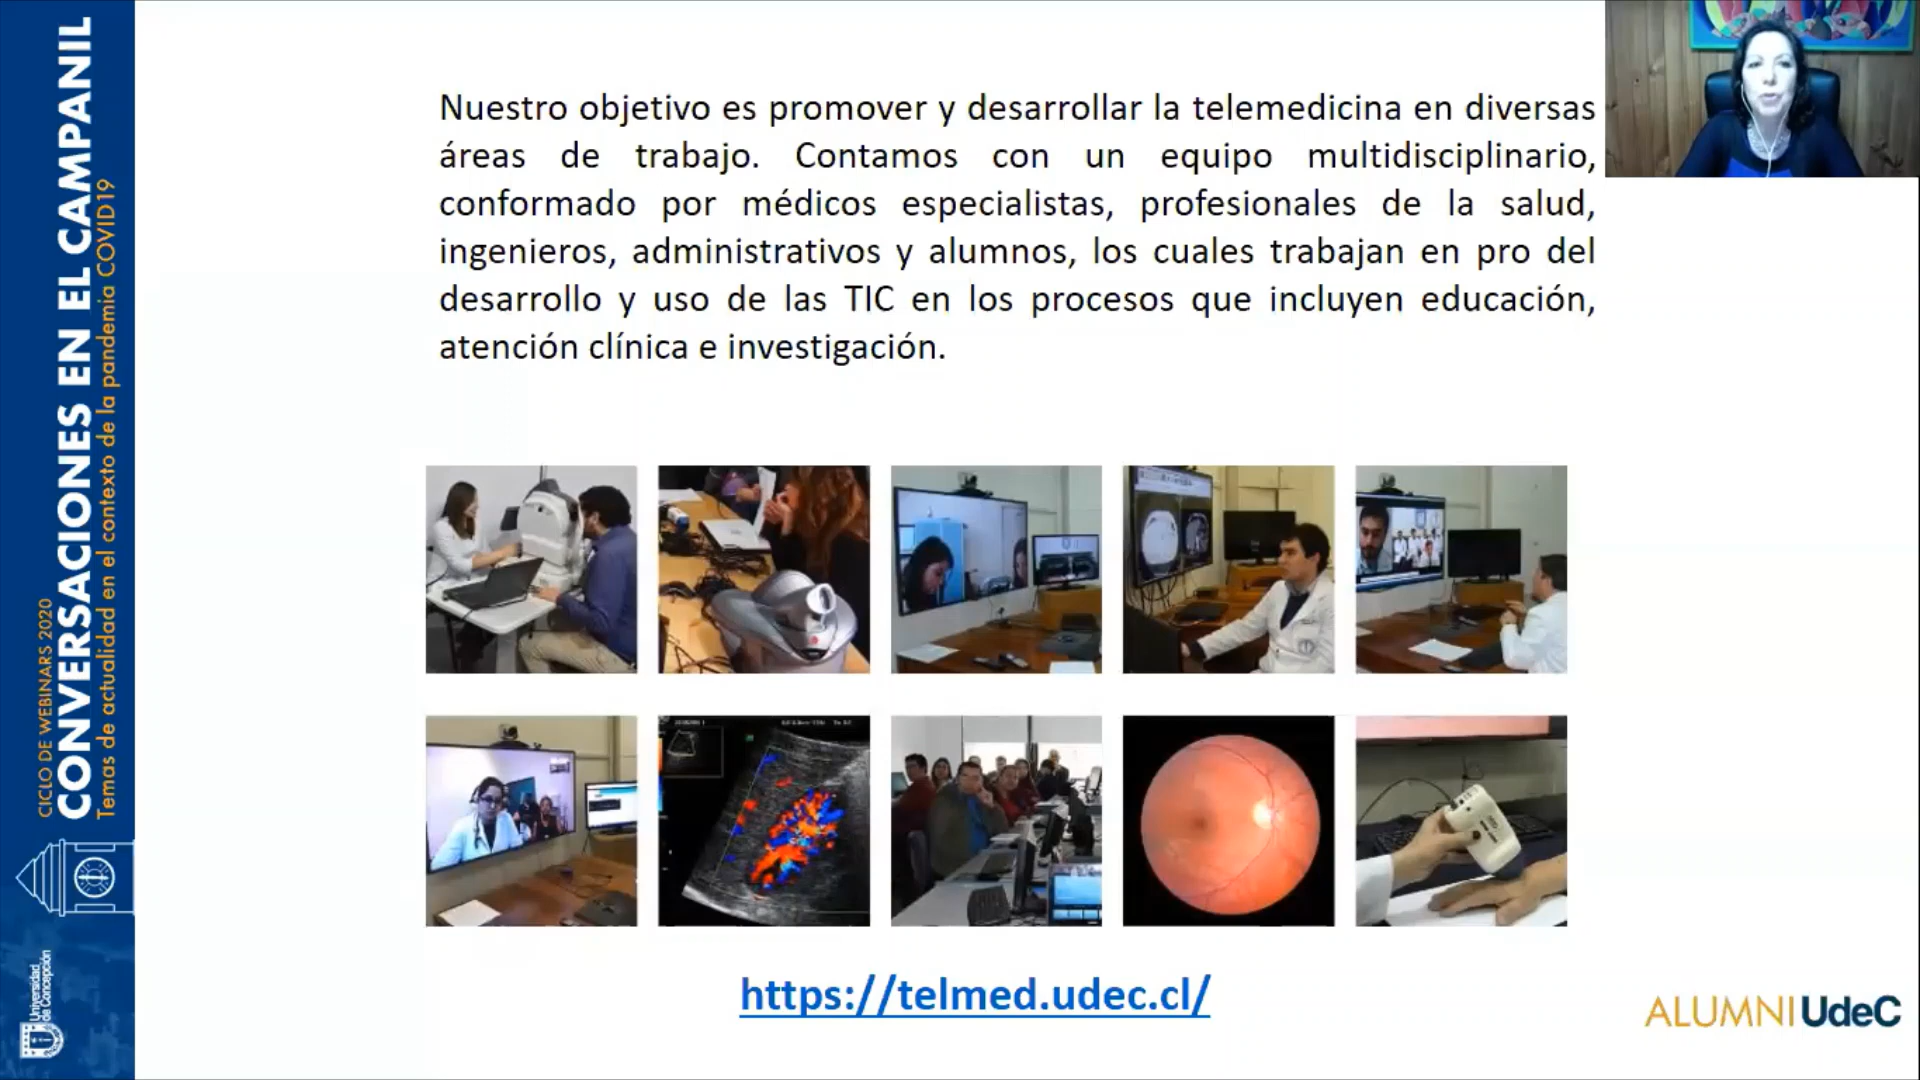 CICLO DE WEBINARS 2020
CONVERSACIONES EN EL CAMPANIL
Temas de actualidad en el contexto de la pandemia COVID19
Universidad
de Concepción
Nuestro objetivo es promover y desarrollar la telemedicina en diversas
áreas de trabajo. Contamos con un equipo multidisciplinario,
conformado por médicos especialistas, profesionales de la salud,
ingenieros, administrativos y alumnos, los cuales trabajan en pro del
desarrollo y uso de las TIC en los procesos que incluyen educación,
atención clínica e investigación.
https://telmed.udec.cl/
ALUMNI UdeC